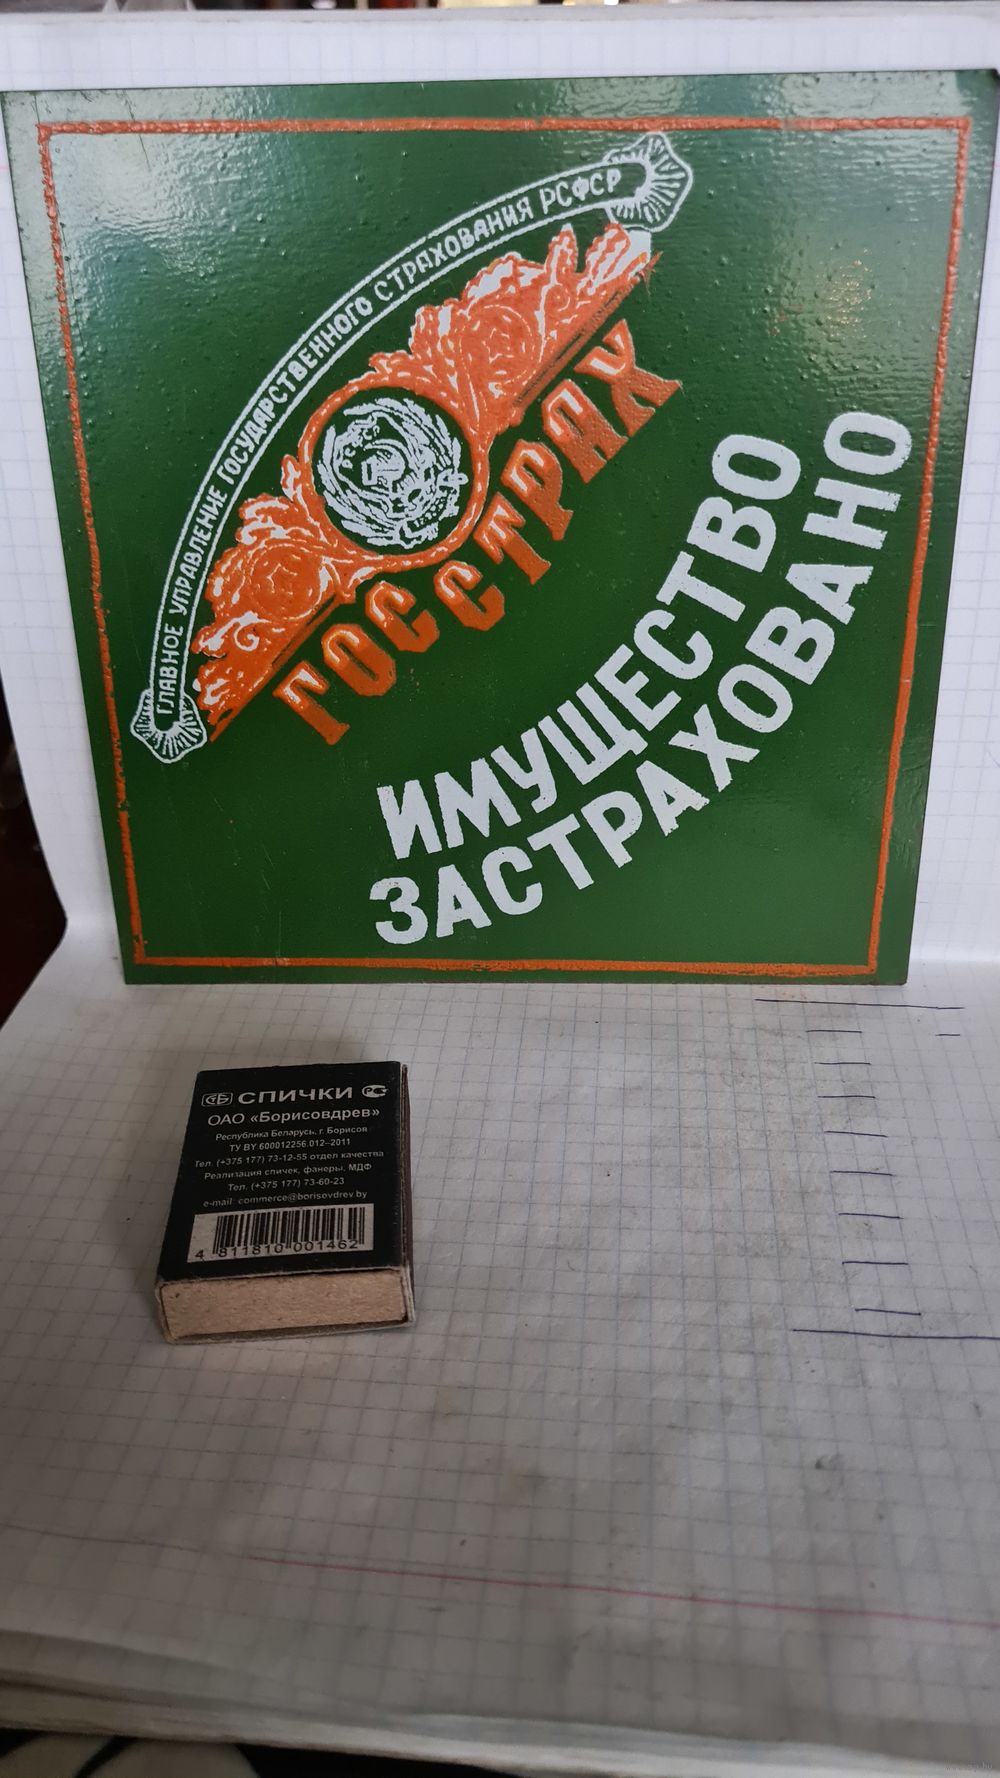 ГЛАВНОЕ УПРАВЛЕНИЕ ГОСУДАРСТВЕННОГО СТРАХОВАНИЯ РСФСР
РСФСР
ГОССТРАХ
ИМУЩЕСТВО
ЗАСТРАХОВАНО
СПИЧКИ РСТ
ОАО «Борисовдрев»
Республика Беларусь, г. Борисов
ТУ BY 600012256.012–2011
Тел. (+375 177) 73-12-55 отдел качества
Реализация спичек, фанеры, МДФ
Тел. (+375 177) 73-60-23
e-mail: commerce@borisovdrev.by
4 811810 001462